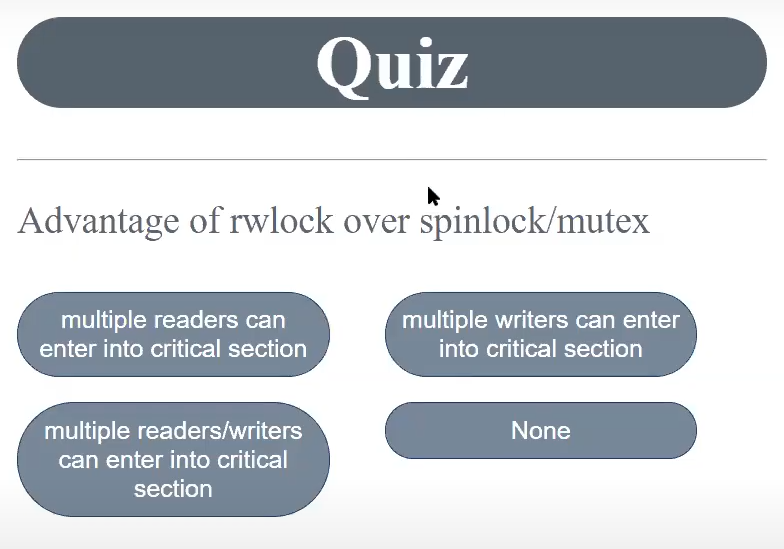 Quiz
Advantage of rwlock over spinlock/mutex
multiple readers can
enter into critical section
multiple writers can enter
into critical section
multiple readers/writers
can enter into critical
section
None